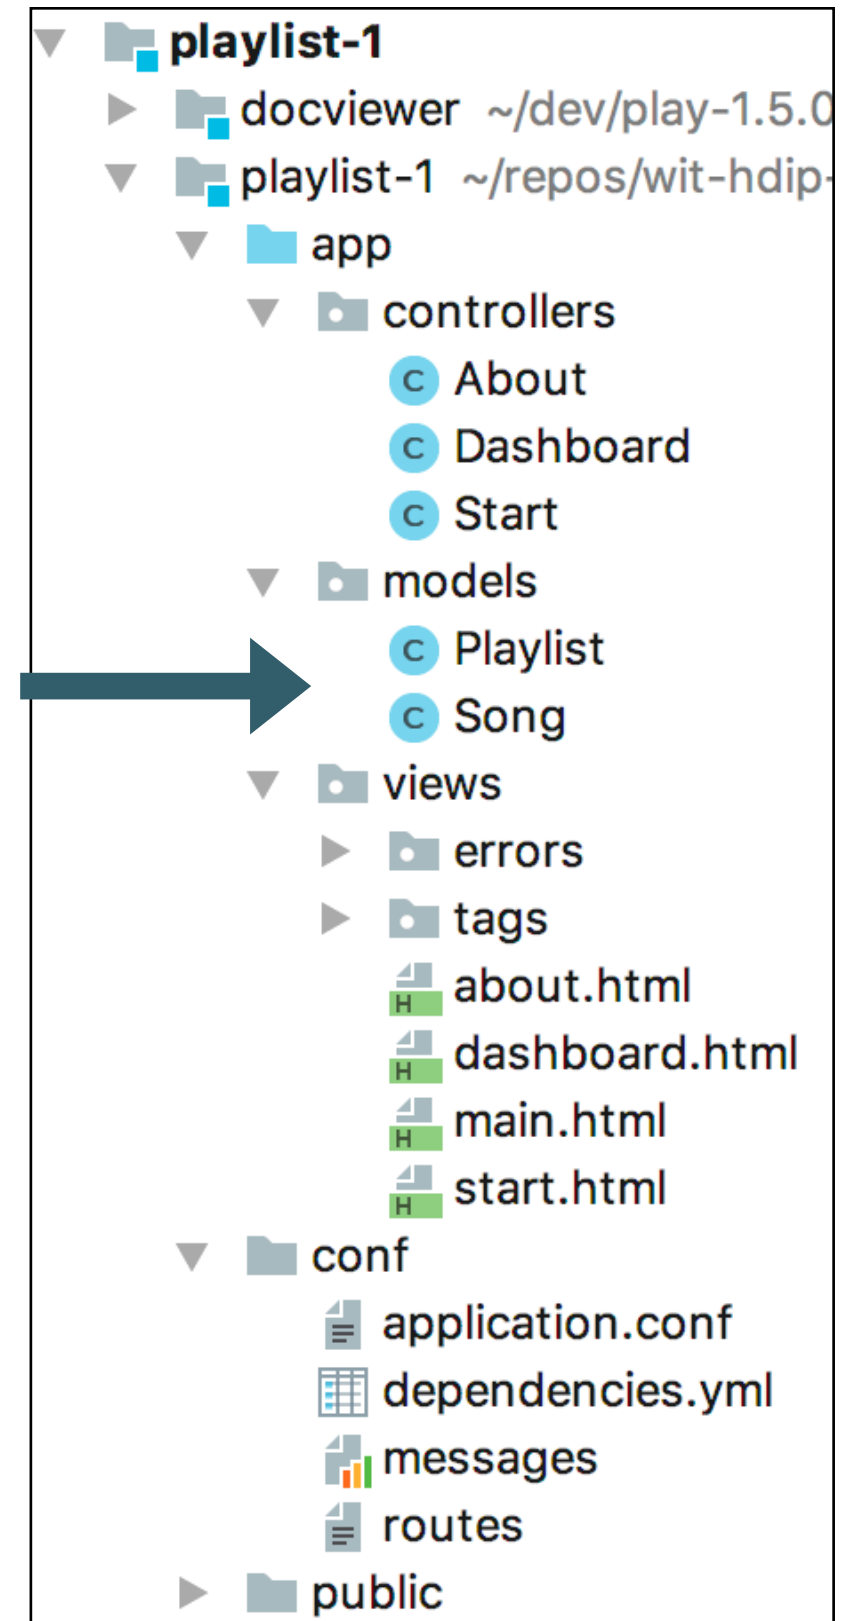 playlist-1
docviewer ~/dev/play-1.5.0
playlist-1 ~/repos/wit-hdip-
app
controllers
C About
C Dashboard
C Start
models
C Playlist
C Song
views
errors
tags
H about.html
H dashboard.html
H main.html
H start.html
conf
application.conf
dependencies.yml
messages
routes
public